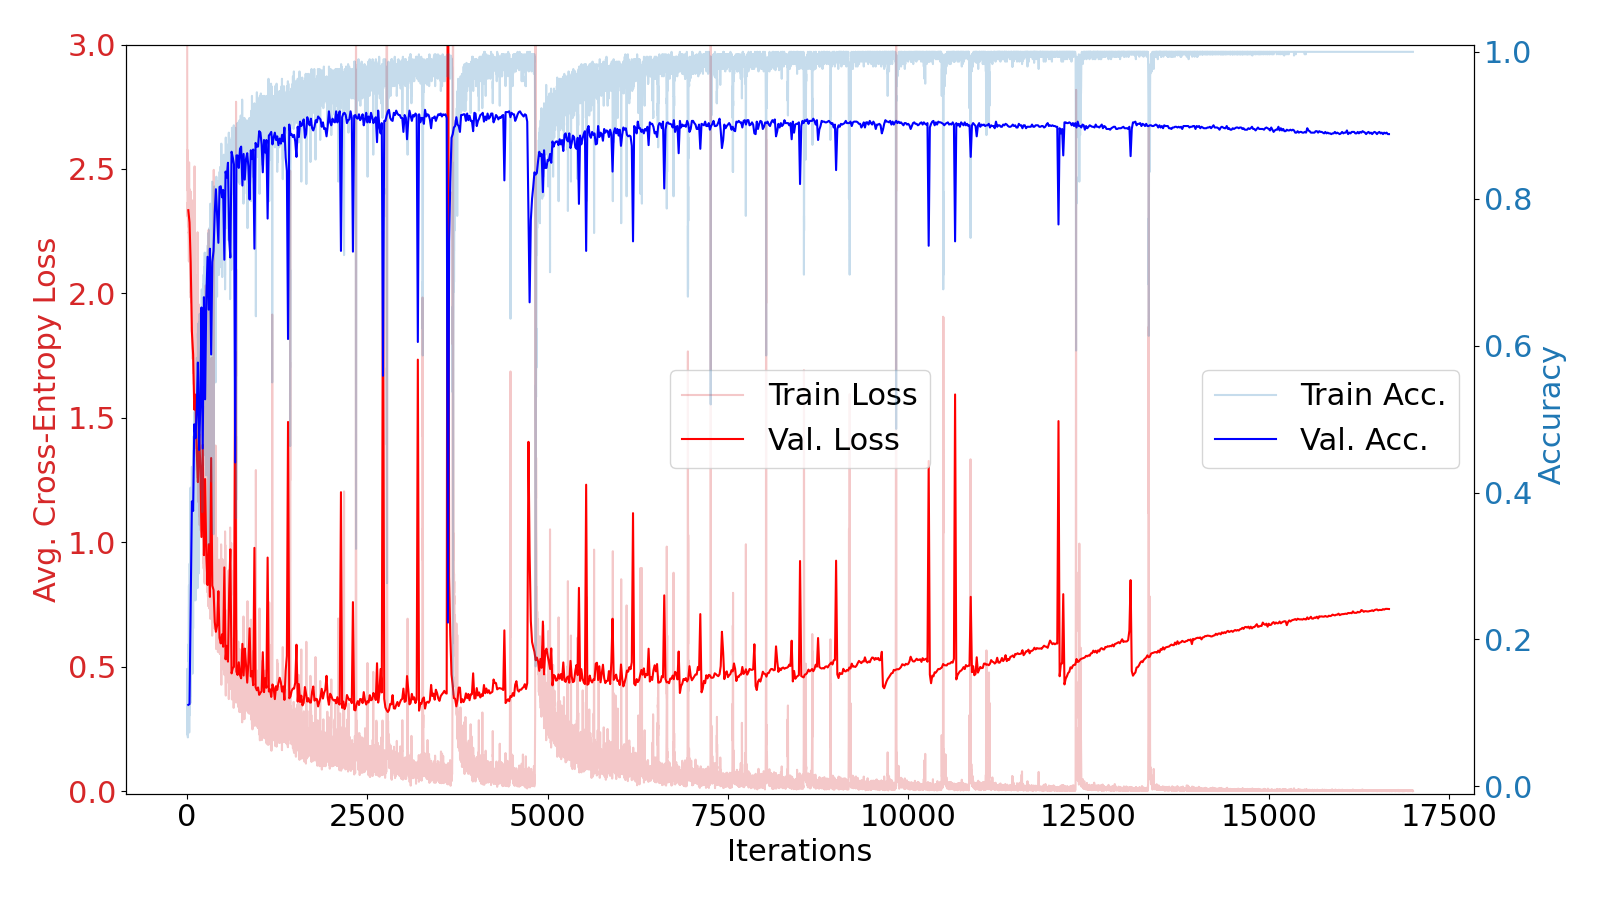 Avg. Cross-Entropy Loss
3.0
2.5
2.0
1.5
1.0
0.5
0.0
Train Loss
Val. Loss
Train Acc.
Val. Acc.
1.0
0.8
0.6
0.4
0.2
0.0
Accuracy
0 2500 5000 7500 10000 12500 15000 17500
Iterations